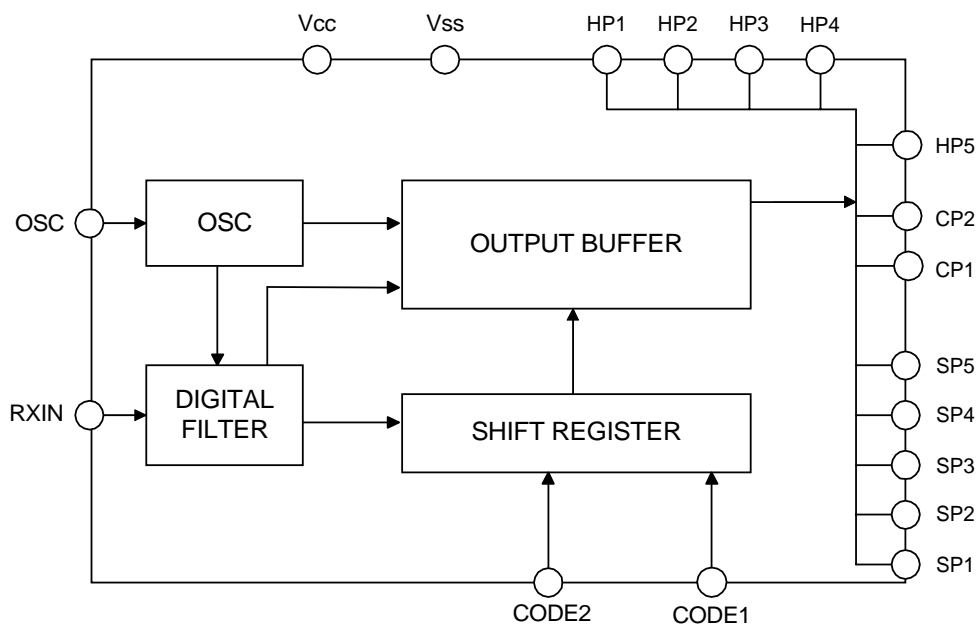 Vcc
Vss
HP1
HP2
HP3
HP4
HP5
OSC
OSC
OUTPUT BUFFER
CP2
CP1
SP5
RXIN
DIGITAL
FILTER
SHIFT REGISTER
SP4
SP3
SP2
SP1
CODE2
CODE1